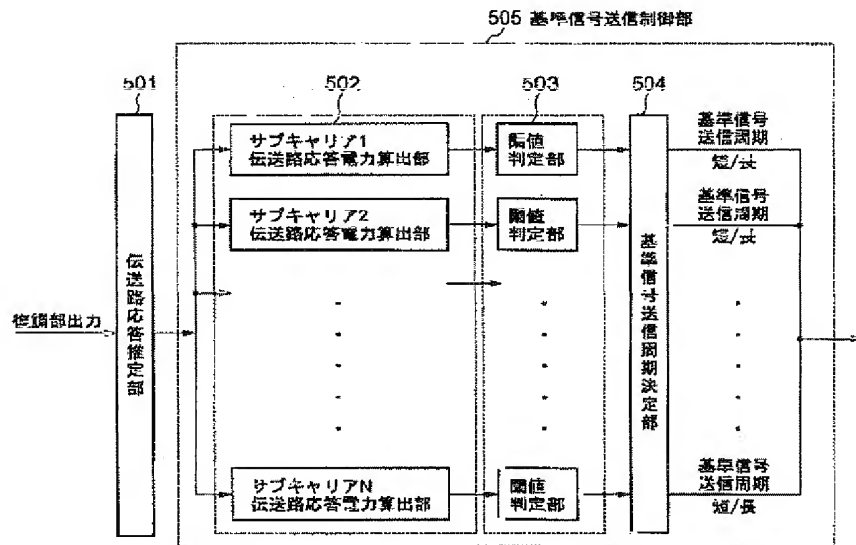 505 基準信号送信制御部
501
502
503
504
サブキャリア1
伝送路応答電力算出部
閾値
判定部
基準信号
送信周期
短/長
サブキャリア2
伝送路応答電力算出部
閾値
判定部
基準信号
送信周期
短/長
伝送路応答推定部
部出力
基準信号送信周期決定部
サブキャリアN
伝送路応答電力算出部
閾値
判定部
基準信号
送信周期
短/長